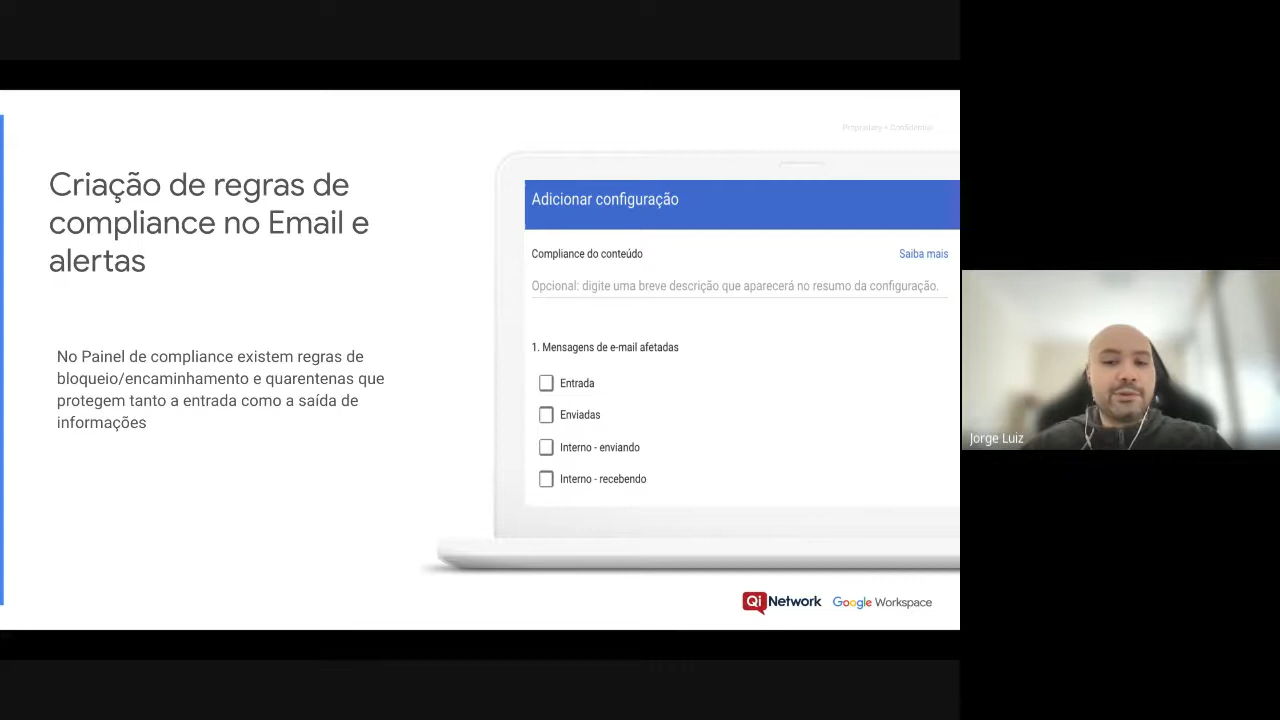 Proprietary + Confidential
Criação de regras de
compliance no Email e
alertas
No Painel de compliance existem regras de
bloqueio/encaminhamento e quarentenas que
protegem tanto a entrada como a saída de
informações
Adicionar configuração
Compliance do conteúdo
Saiba mais
Opcional: digite uma breve descrição que aparecerá no resumo da configuração.
1. Mensagens de e-mail afetadas
Entrada
Enviadas
Interno - enviando
Interno - recebendo
Qi Network
Google Workspace
Jorge Luiz